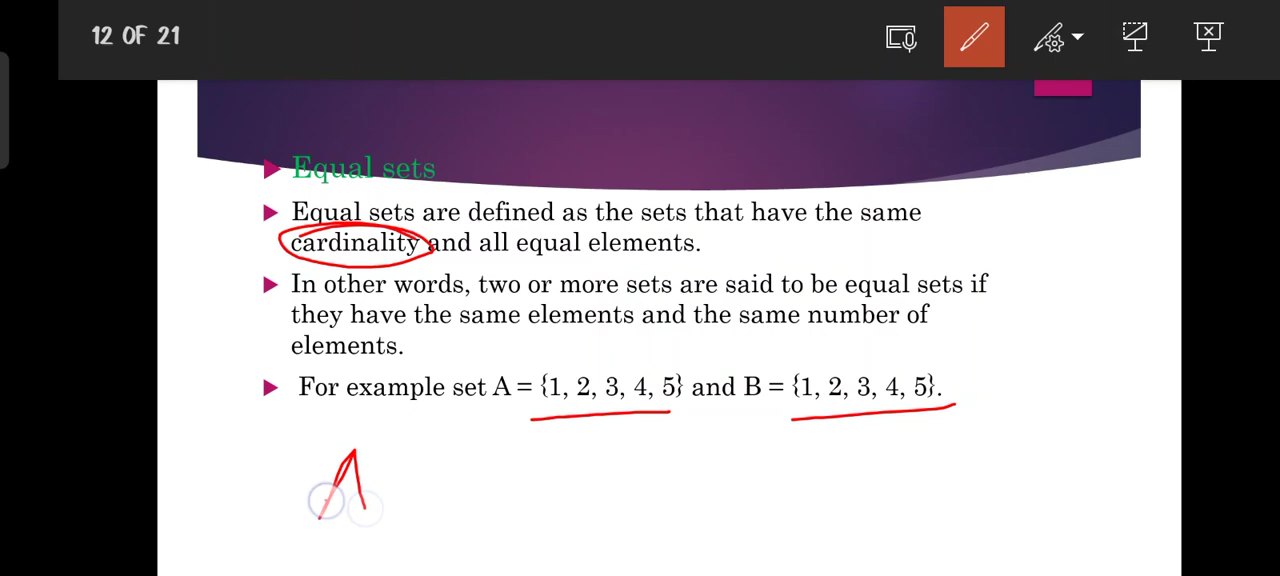 12 OF 21
Equal sets
Equal sets are defined as the sets that have the same
cardinality and all equal elements.
In other words, two or more sets are said to be equal sets if
they have the same elements and the same number of
elements.
For example set A = {1, 2, 3, 4, 5} and B = {1, 2, 3, 4, 5}.